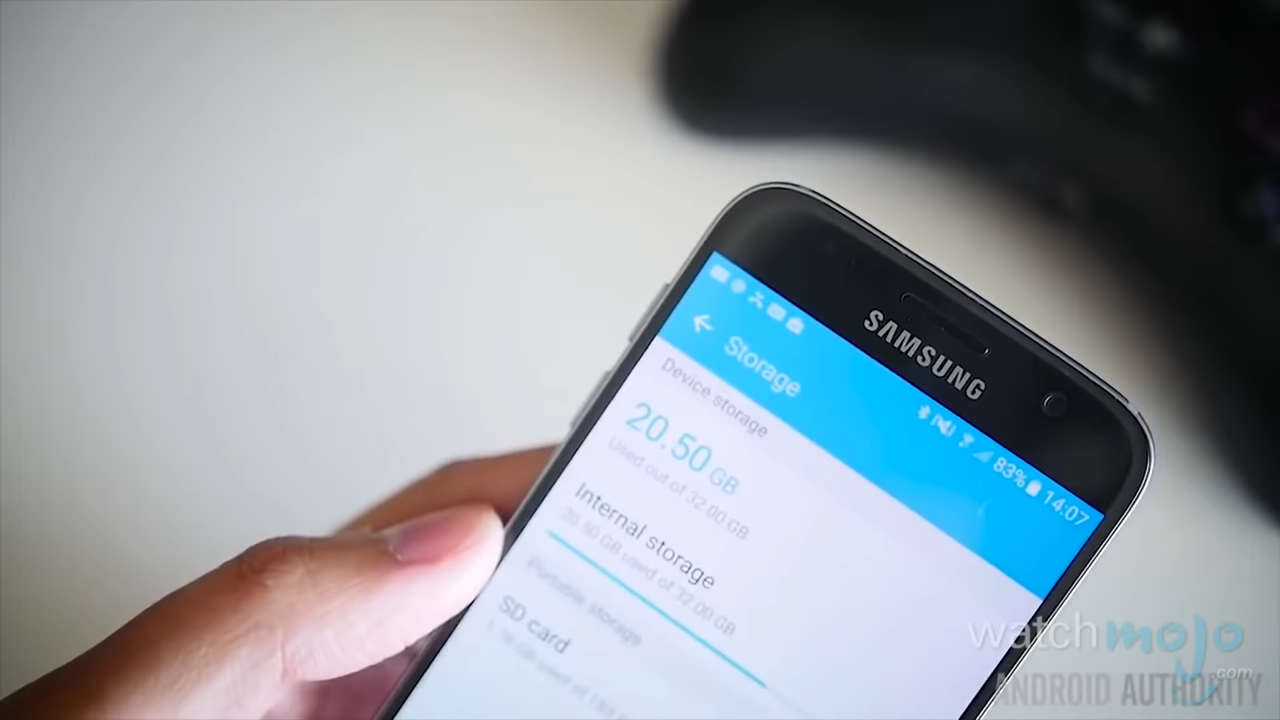 SAMSUNG
83% 14:07
Storage
Device storage
20.50 GB
Used out of 32.00 GB
Internal storage
20.50 GB used of 32.00 GB
Portable storage
SD card
watchmojo
.com
ANDROID AUTHORITY